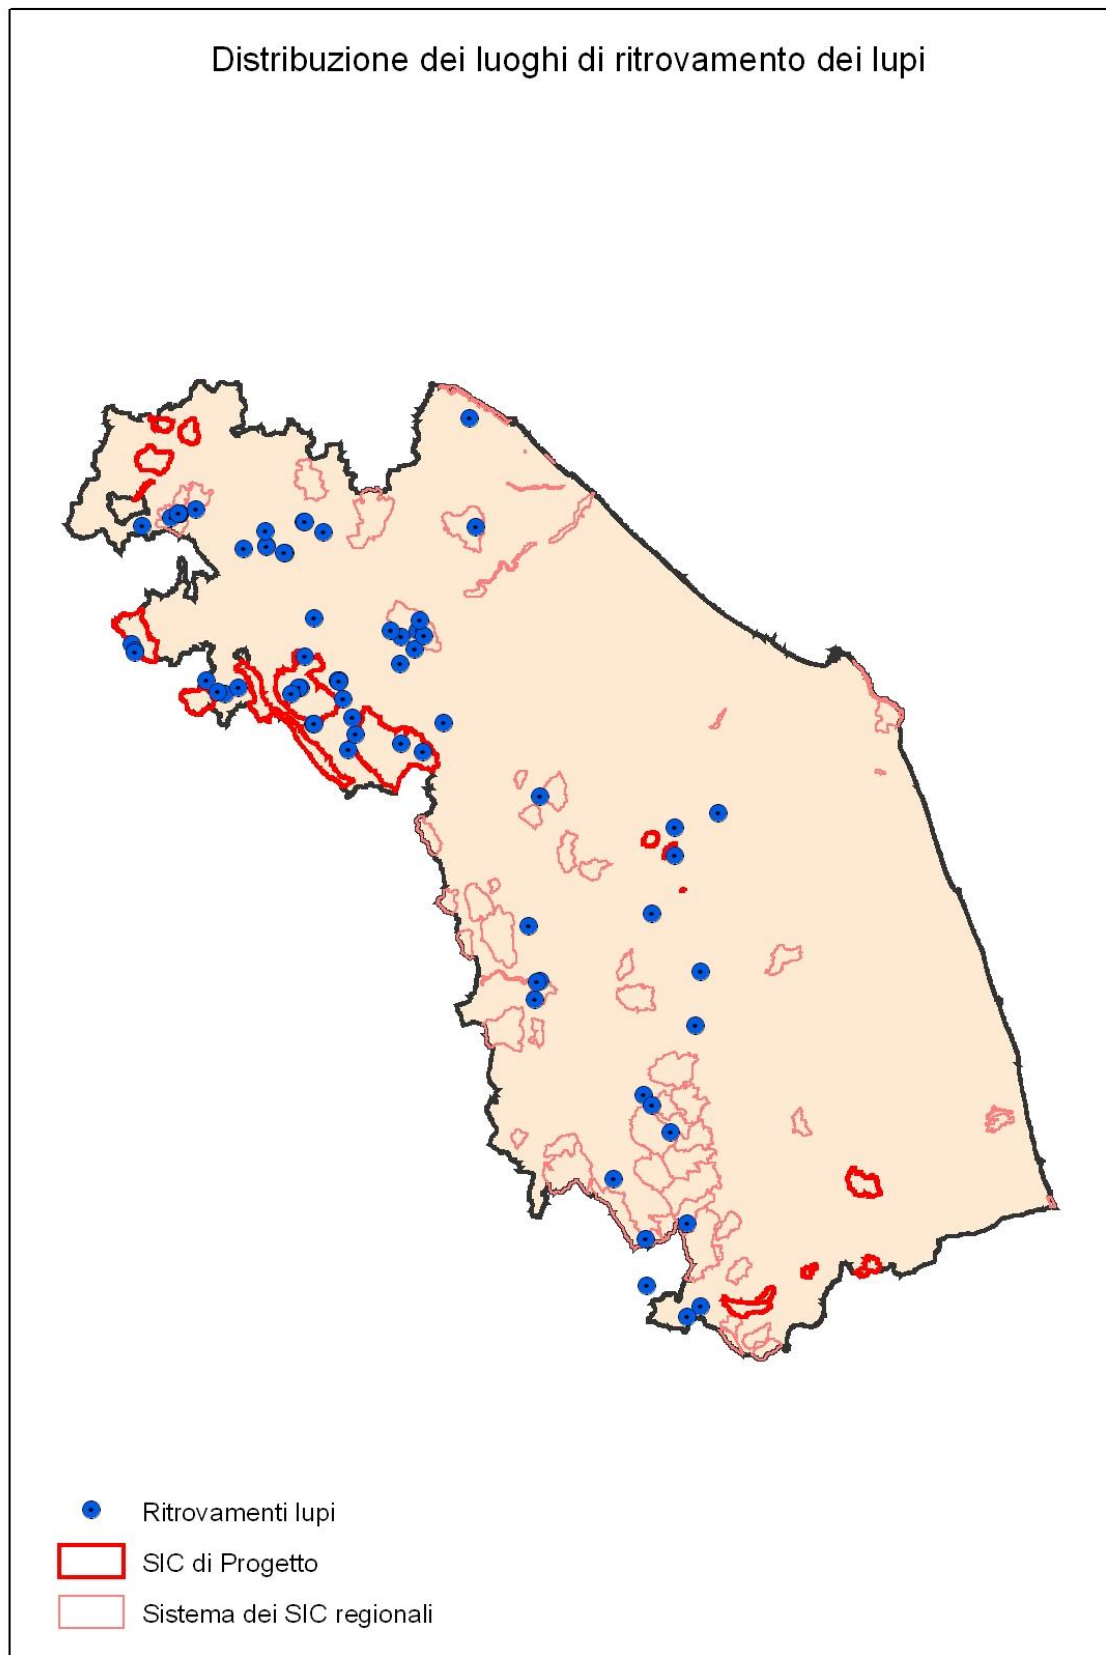 Distribuzione dei luoghi di ritrovamento dei lupi
Ritrovamenti lupi
SIC di Progetto
Sistema dei SIC regionali